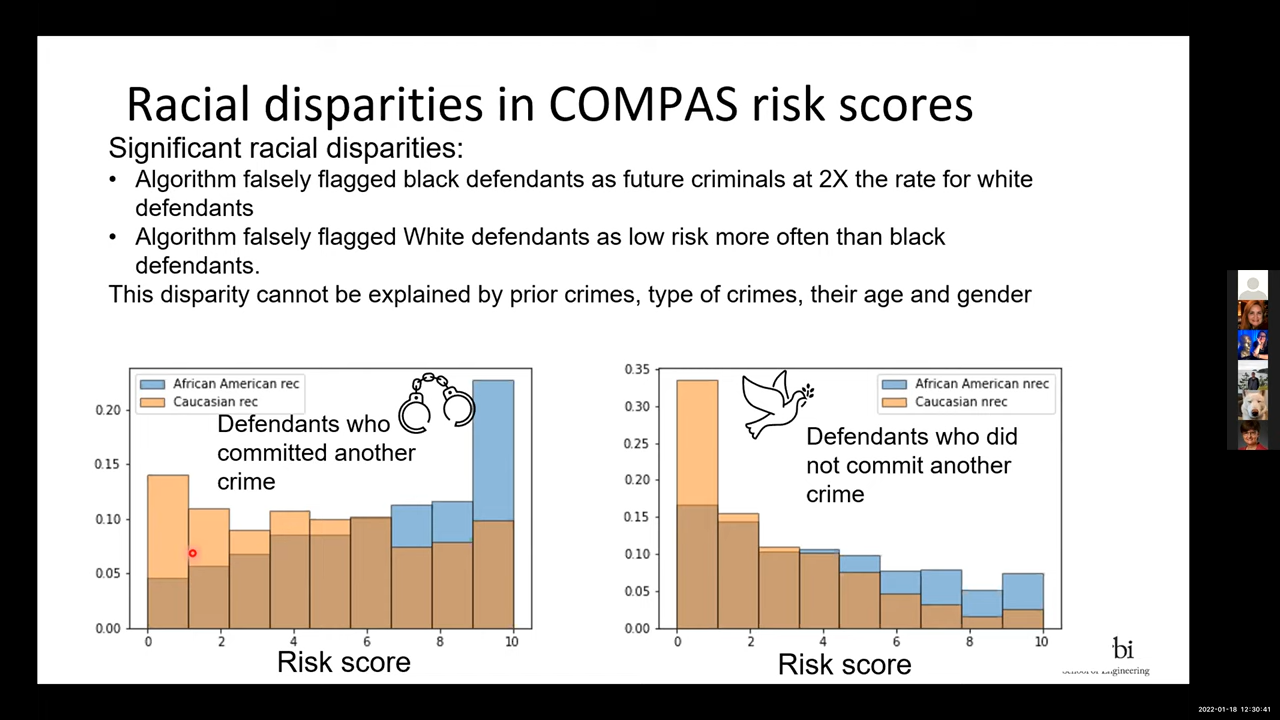 Racial disparities in COMPAS risk scores
Significant racial disparities:
• Algorithm falsely flagged black defendants as future criminals at 2X the rate for white
defendants
• Algorithm falsely flagged White defendants as low risk more often than black
defendants.
This disparity cannot be explained by prior crimes, type of crimes, their age and gender
African American rec
Caucasian rec
Defendants who
committed another
crime
0.20
0.15
0.10
0.05
0.00
0 2 4 6 8 10
Risk score
African American nrec
Caucasian nrec
Defendants who did
not commit another
crime
0.35
0.30
0.25
0.20
0.15
0.10
0.05
0.00
0 2 4 6 8 10
Risk score
bi
Engineering
2022-01-18 12:30:41